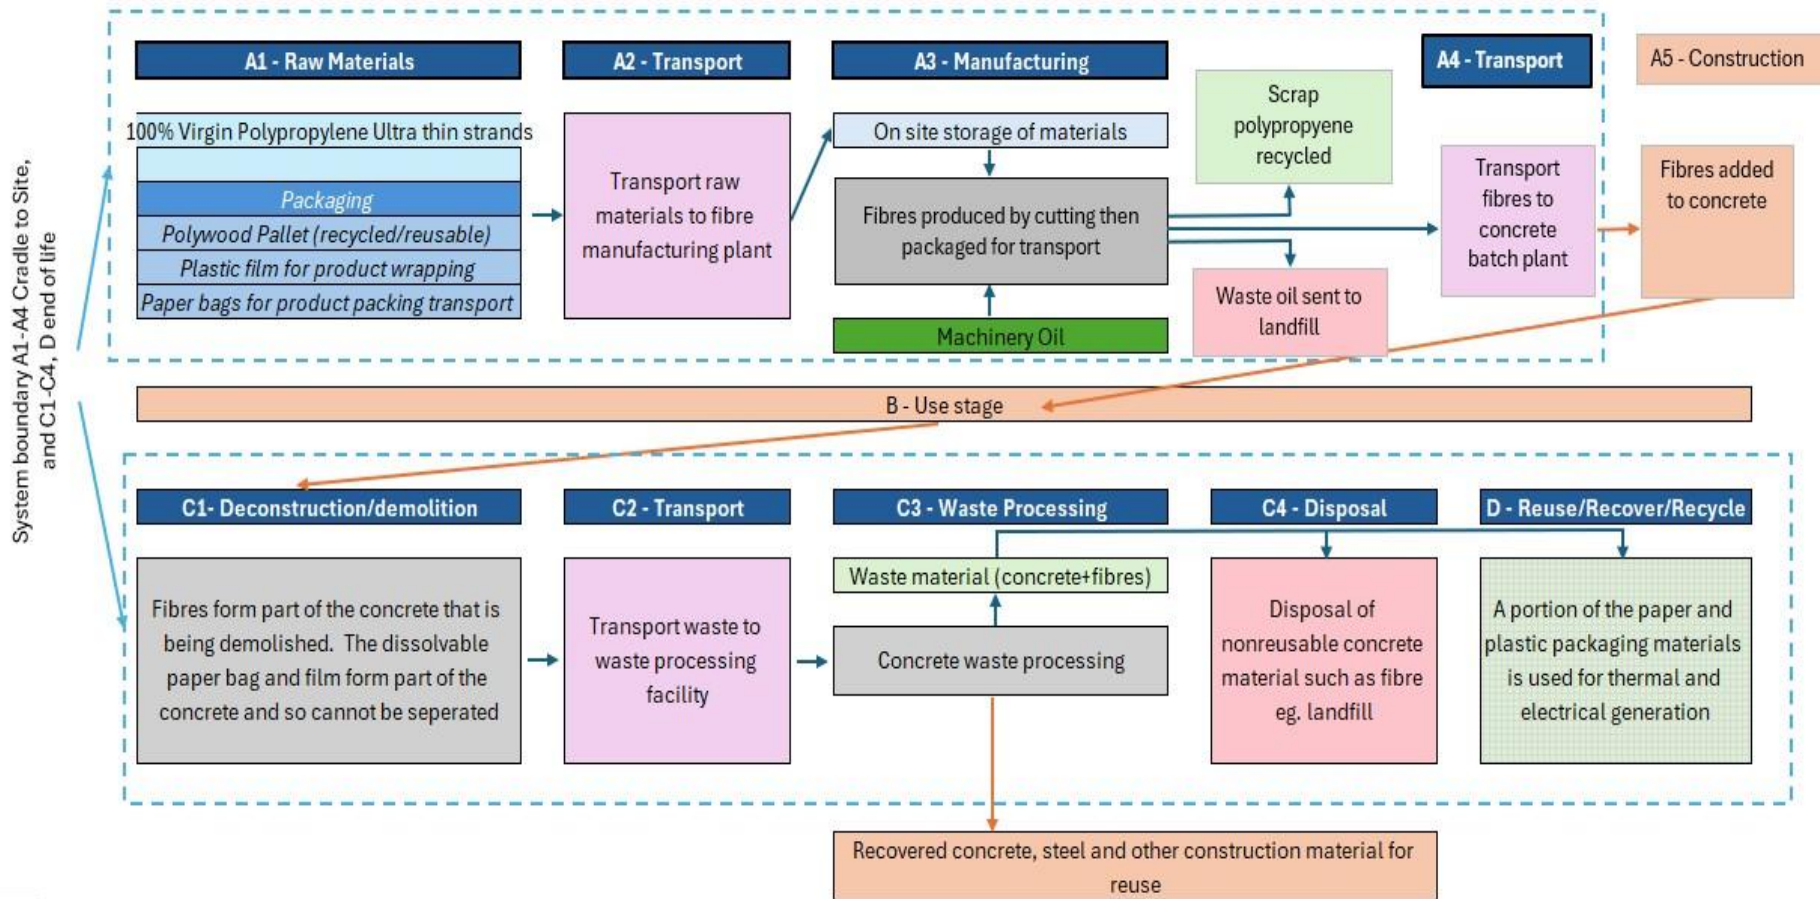 System boundary A1-A4 Cradle to Site,
and C1-C4, D end of life
A1 - Raw Materials
A2 - Transport
A3 - Manufacturing
A4 - Transport
A5 - Construction
100% Virgin Polypropylene Ultra thin strands
Packaging
Polywood Pallet (recycled/reusable)
Plastic film for product wrapping
Paper bags for product packing transport
Transport raw
materials to fibre
manufacturing plant
On site storage of materials
Fibres produced by cutting then
packaged for transport
Machinery Oil
Scrap
polypropyene
recycled
Waste oil sent to
landfill
Transport
fibres to
concrete
batch plant
Fibres added
to concrete
B - Use stage
C1- Deconstruction/demolition
C2 - Transport
C3 - Waste Processing
C4 - Disposal
D - Reuse/Recover/Recycle
Fibres form part of the concrete that is
being demolished. The dissolvable
paper bag and film form part of the
concrete and so cannot be seperated
Transport waste to
waste processing
facility
Waste material (concrete+fibres)
Concrete waste processing
Disposal of
nonreusable concrete
material such as fibre
eg. landfill
A portion of the paper and
plastic packaging materials
is used for thermal and
electrical generation
Recovered concrete, steel and other construction material for
reuse